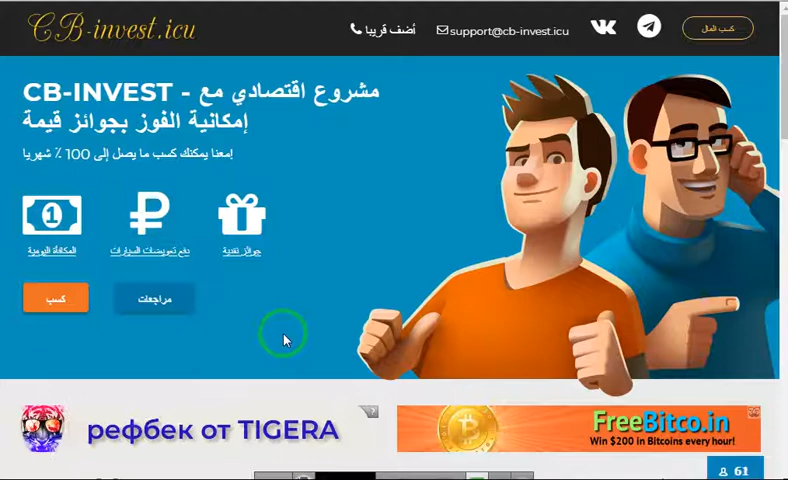 CB-invest.icu
أضف قريبا
support@cb-invest.icu
كسب المال
CB-INVEST - مشروع اقتصادي مع
إمكانية الفوز بجوائز قيمة
معنا يمكنك كسب ما يصل إلى 100 ٪ شهريا!
المكافأة اليومية
دفع تعويضات السيارات
جوائز نقدية
كسب
مراجعات
рефбек от TIGERA
FreeBitco.in
Win $200 in Bitcoins every hour!
61